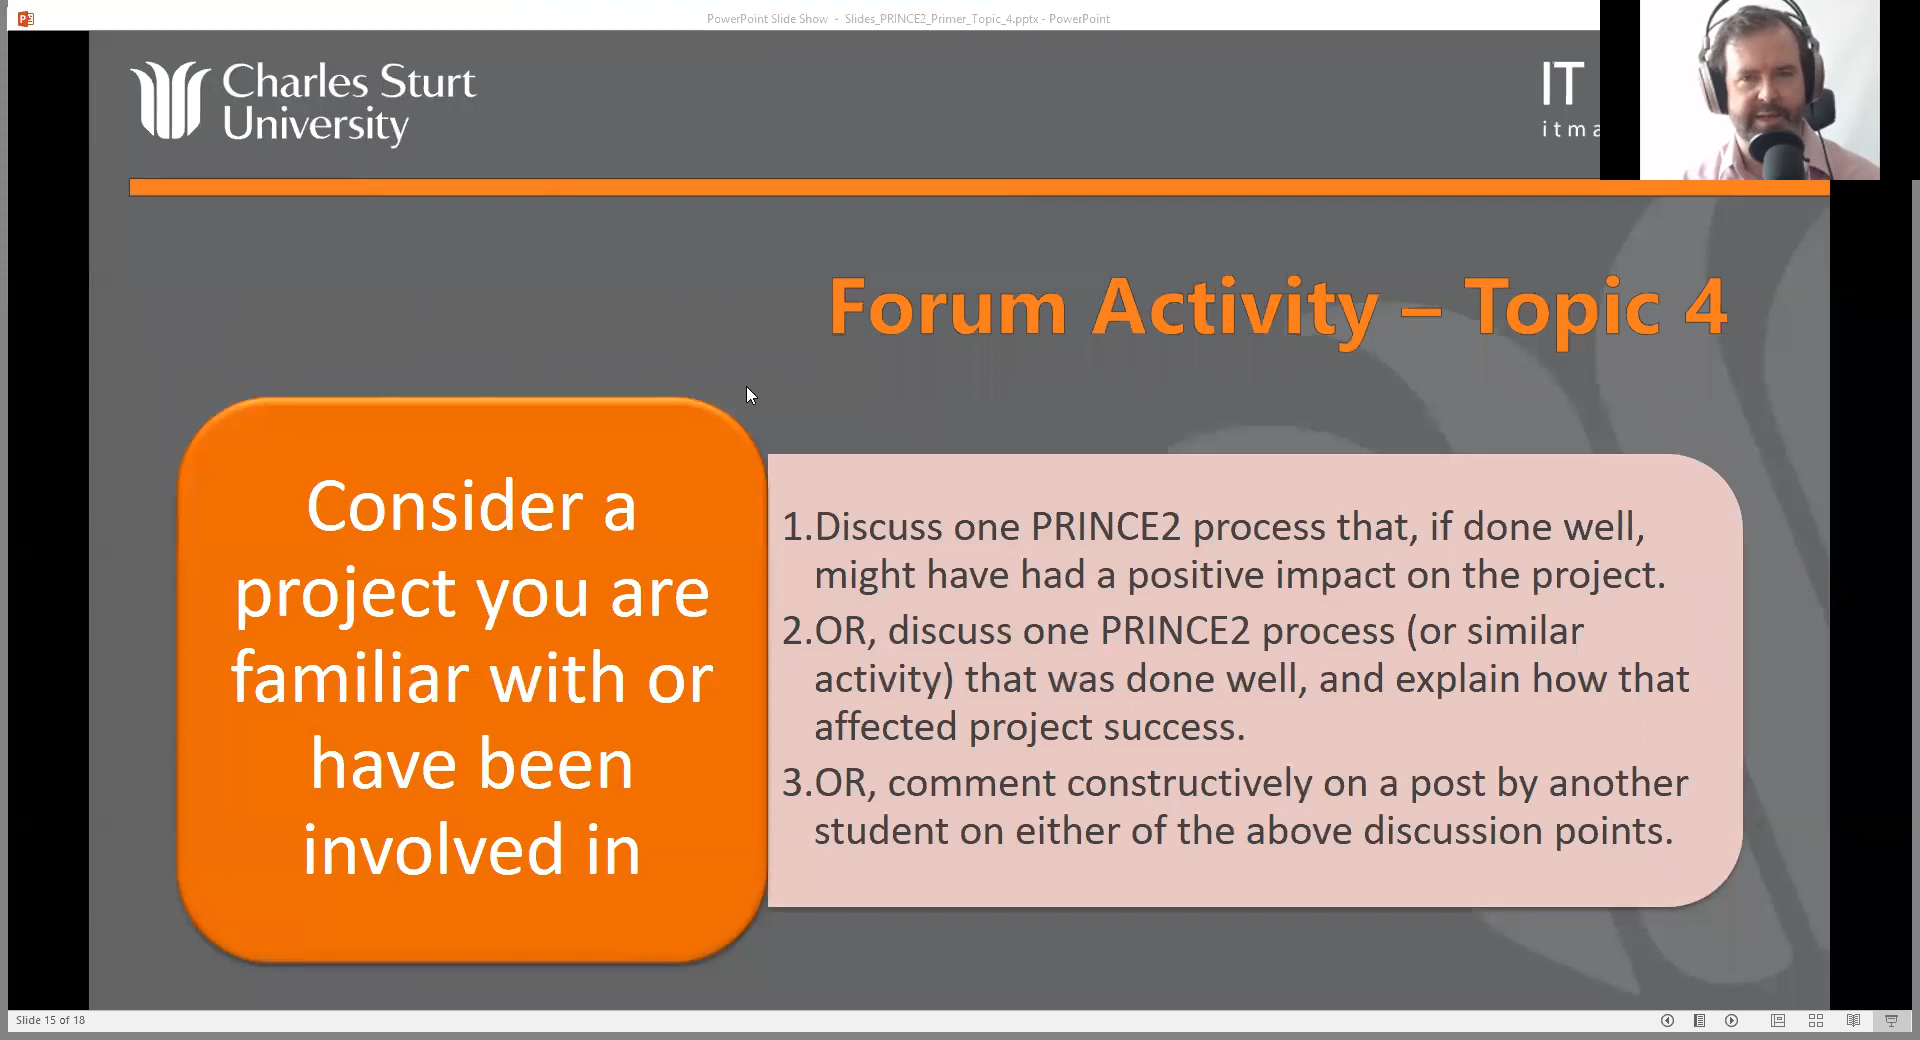 PowerPoint Slide Show - Slides_PRINCE2_Primer_Topic_4.pptx - PowerPoint
Charles Sturt
University
IT
itma
Forum Activity – Topic 4
Consider a
project you are
familiar with or
have been
involved in
1.Discuss one PRINCE2 process that, if done well,
might have had a positive impact on the project.
2.OR, discuss one PRINCE2 process (or similar
activity) that was done well, and explain how that
affected project success.
3.OR, comment constructively on a post by another
student on either of the above discussion points.
Slide 15 of 18